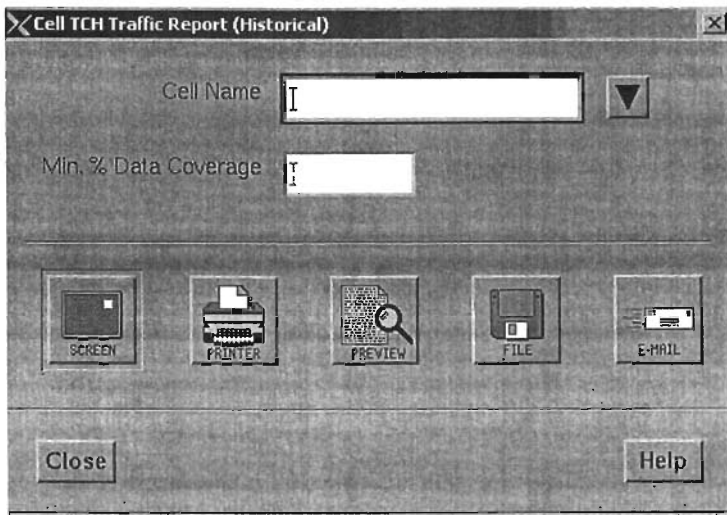 Cell TCH Traffic Report (Historical)
Cell Name
Min. % Data Coverage
SCREEN
PRINTER
PREVIEW
FILE
E-MAIL
Close
Help